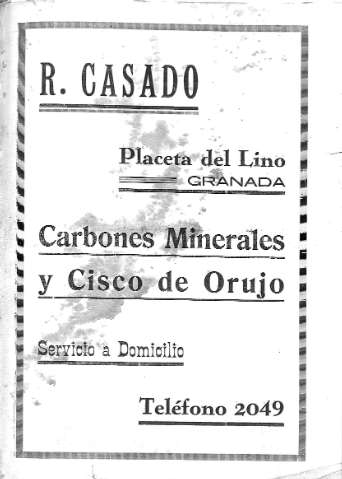 R. CASADO
Placeta del Lino
GRANADA
Carbones Minerales
y Cisco de Orujo
Servicio a Domicilio
Teléfono 2049